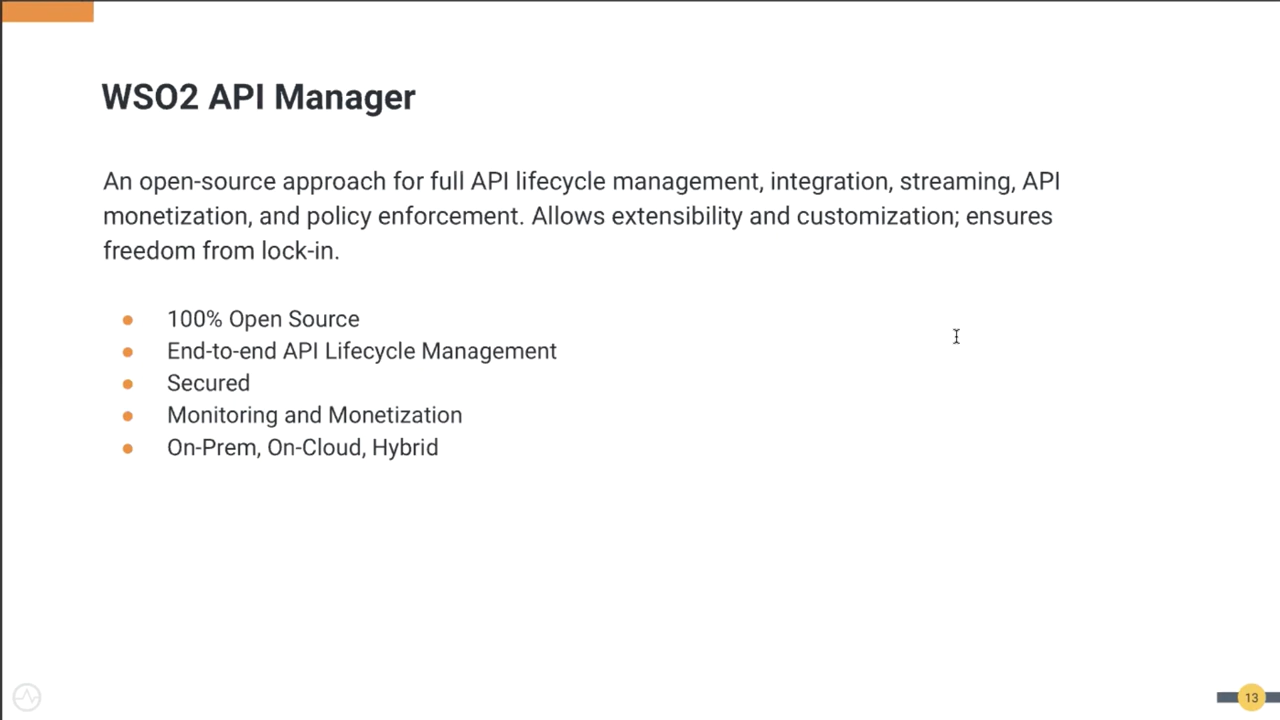 WSO2 API Manager
An open-source approach for full API lifecycle management, integration, streaming, API
monetization, and policy enforcement. Allows extensibility and customization; ensures
freedom from lock-in.
● 100% Open Source
● End-to-end API Lifecycle Management
● Secured
● Monitoring and Monetization
● On-Prem, On-Cloud, Hybrid
13